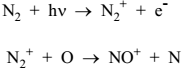 N₂ + hν → N₂⁺ + e⁻
N₂⁺ + O → NO⁺ + N